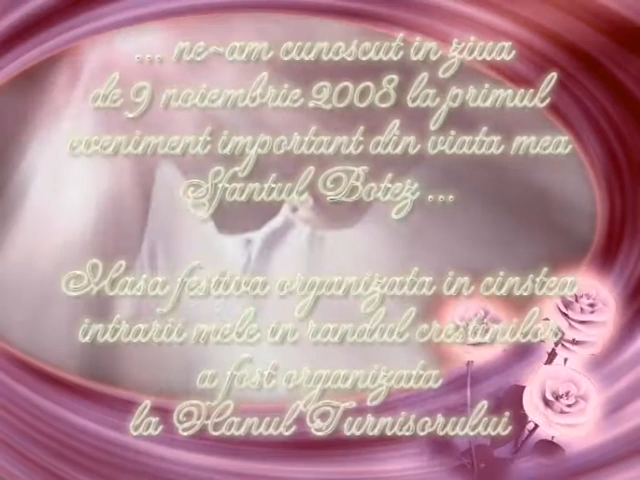 ... ne-am cunoscut in ziua
de 9 noiembrie 2008 la primul
eveniment important din viata mea
Sfantul Botez ...
Masa festiva organizata in cinstea
intrarii mele in randul crestinilor
a fost organizata
la Hanul Turnisorului